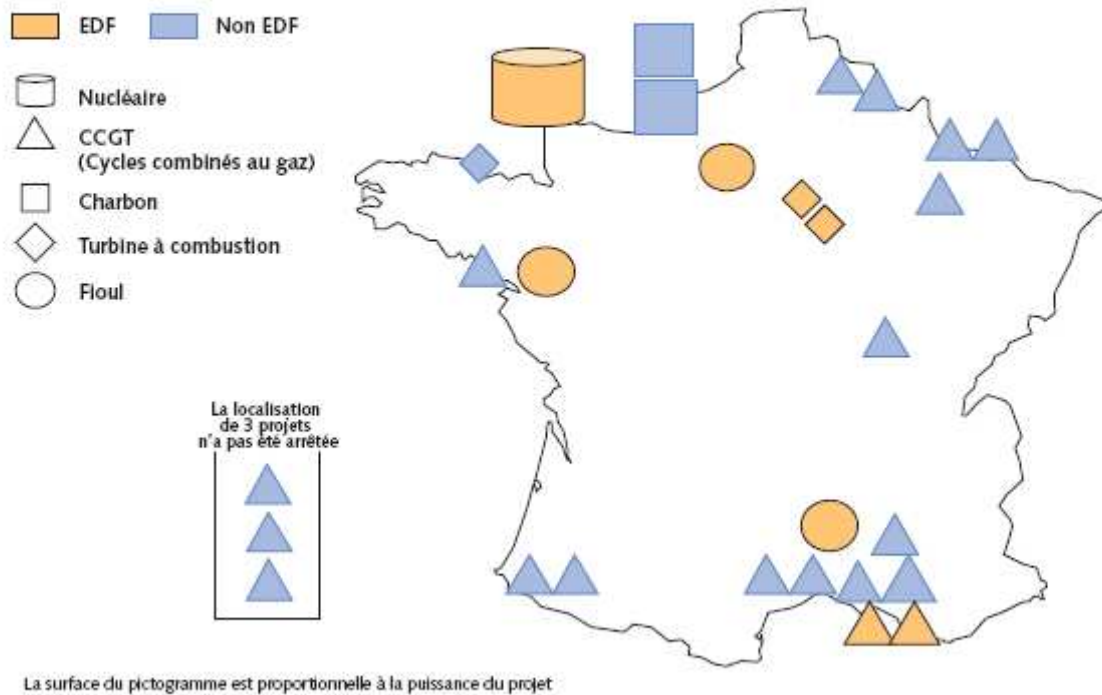 EDF Non EDF
Nucléaire
CCGT
(Cycles combinés au gaz)
Charbon
Turbine à combustion
Fioul
La localisation
de 3 projets
n'a pas été arrêtée
La surface du pictogramme est proportionnelle à la puissance du projet